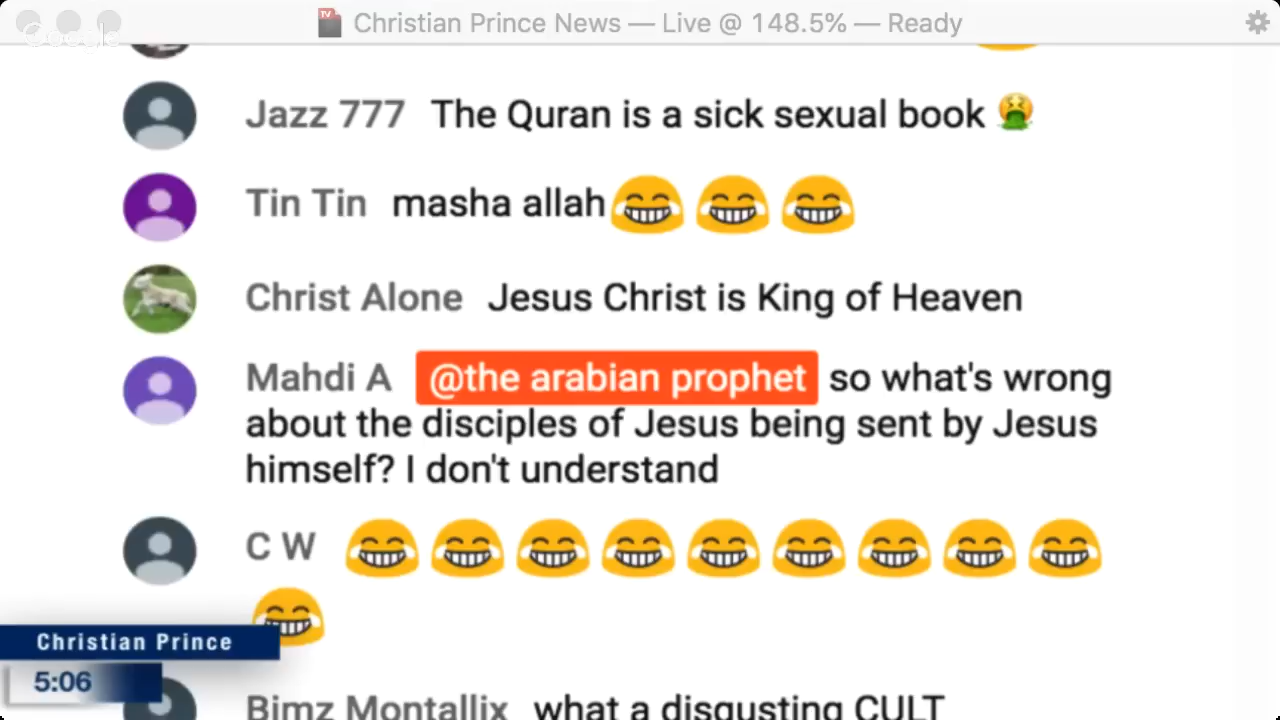 Christian Prince News — Live @ 148.5% — Ready
Google
Jazz 777 The Quran is a sick sexual book 🤮
Tin Tin masha allah😂 😂 😂
Christ Alone Jesus Christ is King of Heaven
Mahdi A @the arabian prophet so what's wrong
about the disciples of Jesus being sent by Jesus
himself? I don't understand
C W 😂 😂 😂 😂 😂 😂 😂 😂 😂
😂
Christian Prince
5:06
Bimz Montallix what a disgusting CULT